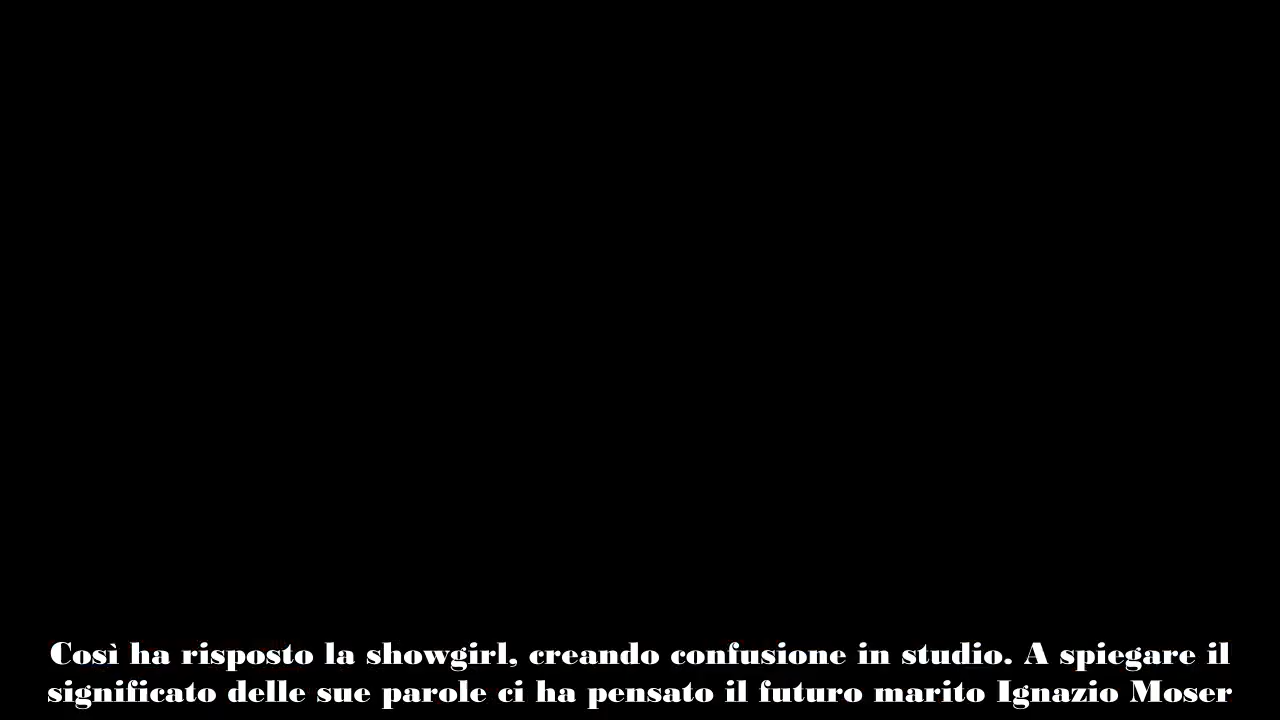 Così ha risposto la showgirl, creando confusione in studio. A spiegare il
significato delle sue parole ci ha pensato il futuro marito Ignazio Moser